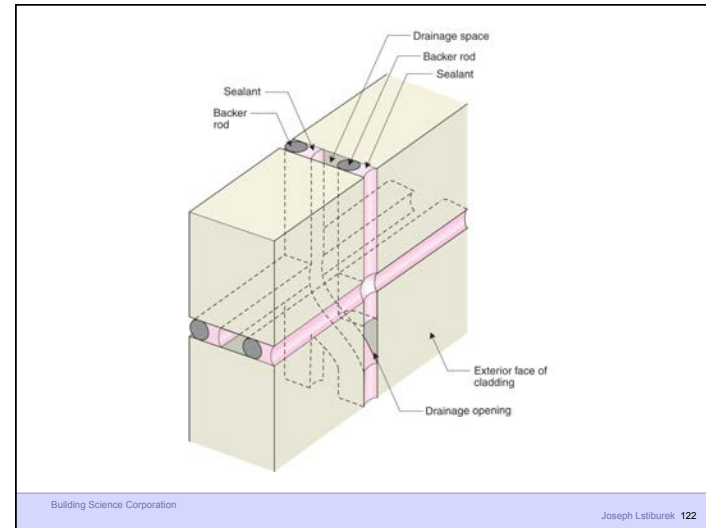 Drainage space
Backer rod
Sealant
Sealant
Backer
rod
Exterior face of
cladding
Drainage opening
Building Science Corporation
Joseph Lstiburek 122